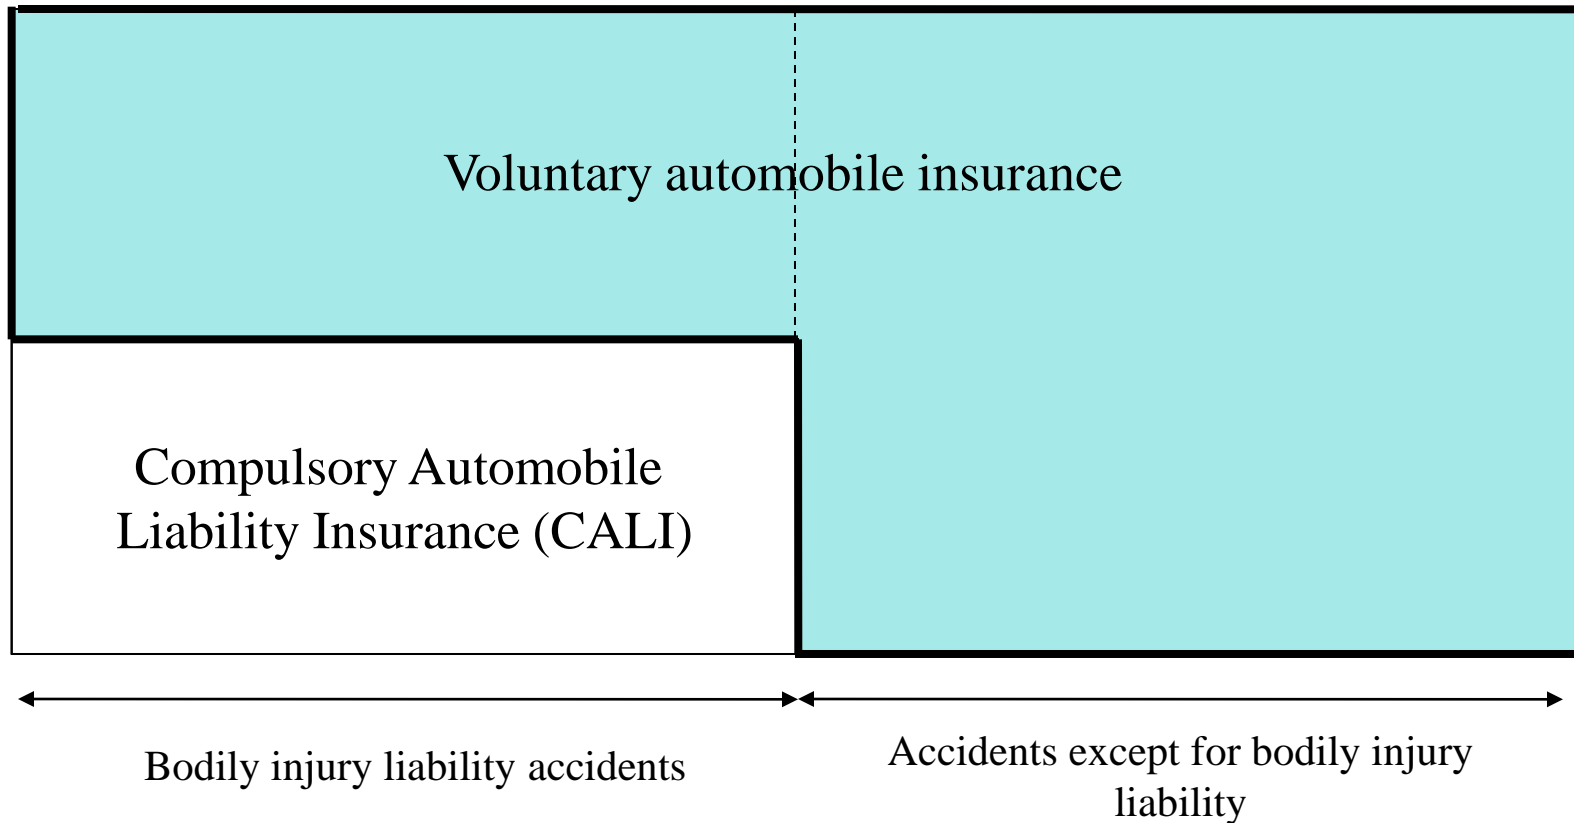 Voluntary automobile insurance
Compulsory Automobile
Liability Insurance (CALI)
Bodily injury liability accidents
Accidents except for bodily injury
liability